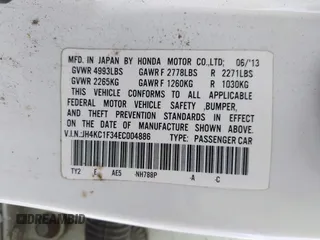 MFD. IN JAPAN BY HONDA MOTOR CO.,LTD; 06/'13
GVWR 4993LBS GAWR F 2778LBS R 2271LBS
GVWR 2265KG GAWR F 1260KG R 1030KG
THIS VEHICLE CONFORMS TO ALL APPLICABLE
FEDERAL MOTOR VEHICLE SAFETY ,BUMPER,
AND THEFT PREVENTION STANDARDS IN EFFECT
ON THE DATE OF MANUFACTURE SHOWN ABOVE.
V.I.N.:JH4KC1F34EC004886 TYPE: PASSENGER CAR
TY2 F AE5 NH788P A -C
DREAMBID